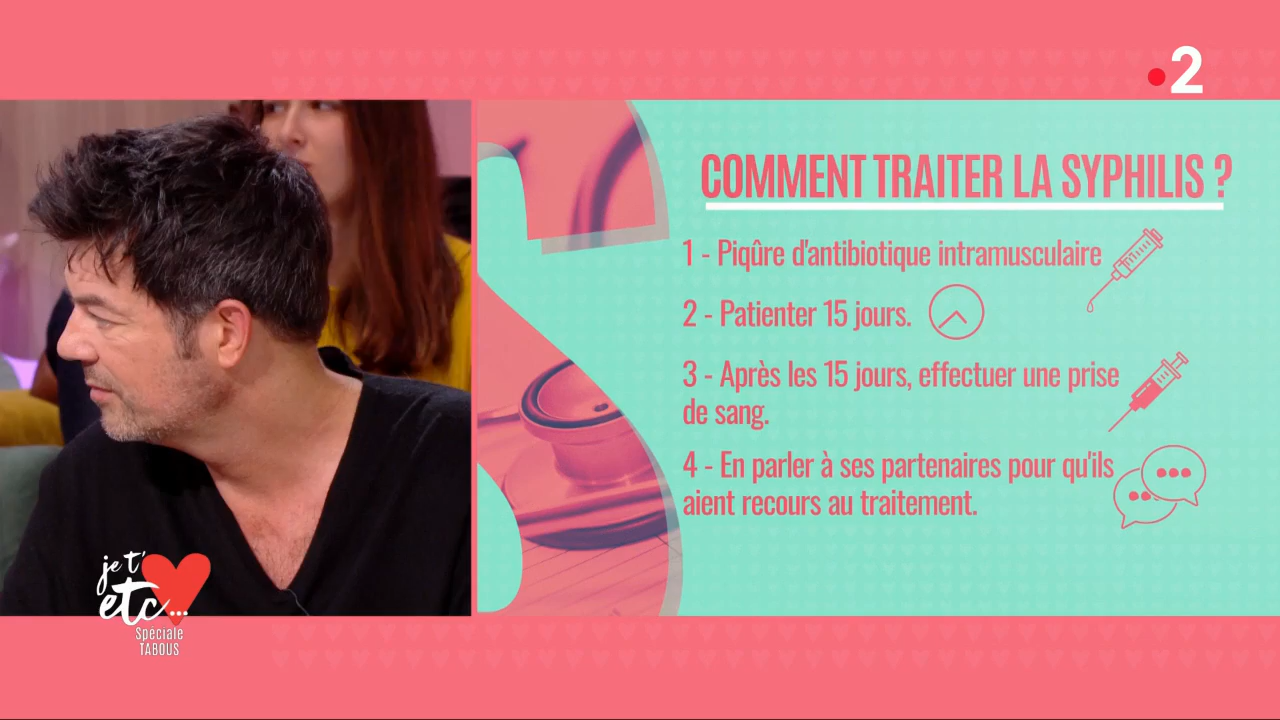 2
COMMENT TRAITER LA SYPHILIS ?
1 - Piqûre d'antibiotique intramusculaire
2 - Patienter 15 jours.
3 - Après les 15 jours, effectuer une prise
de sang.
4 - En parler à ses partenaires pour qu'ils
aient recours au traitement.
je t'
etc...
Spéciale
TABOUS